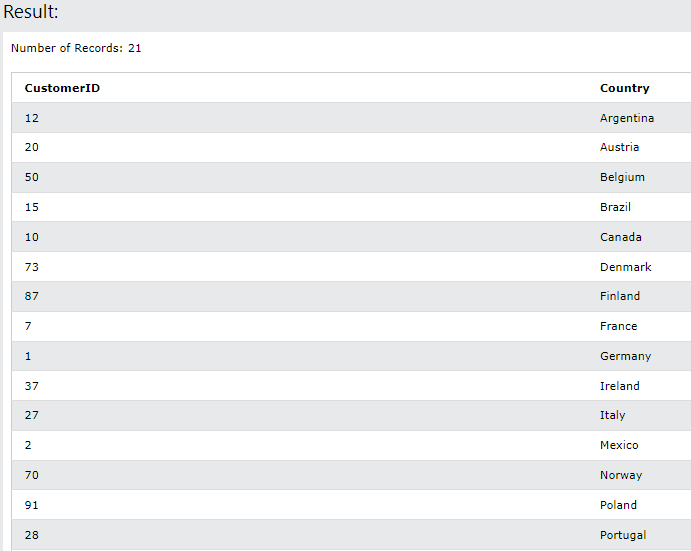 Result:
Number of Records: 21
CustomerID Country
12 Argentina
20 Austria
50 Belgium
15 Brazil
10 Canada
73 Denmark
87 Finland
7 France
1 Germany
37 Ireland
27 Italy
2 Mexico
70 Norway
91 Poland
28 Portugal